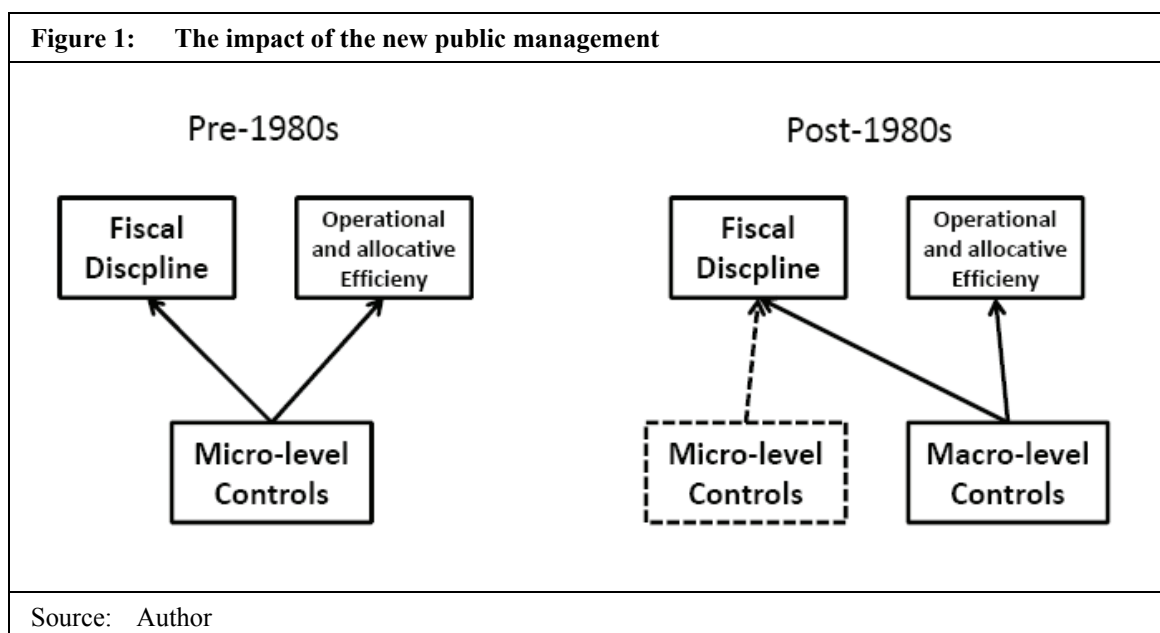 Figure 1: The impact of the new public management
Pre-1980s
Post-1980s
Fiscal
Discpline
Operational
and allocative
Efficieny
Fiscal
Discpline
Operational
and allocative
Efficieny
Micro-level
Controls
Micro-level
Controls
Macro-level
Controls
Source: Author